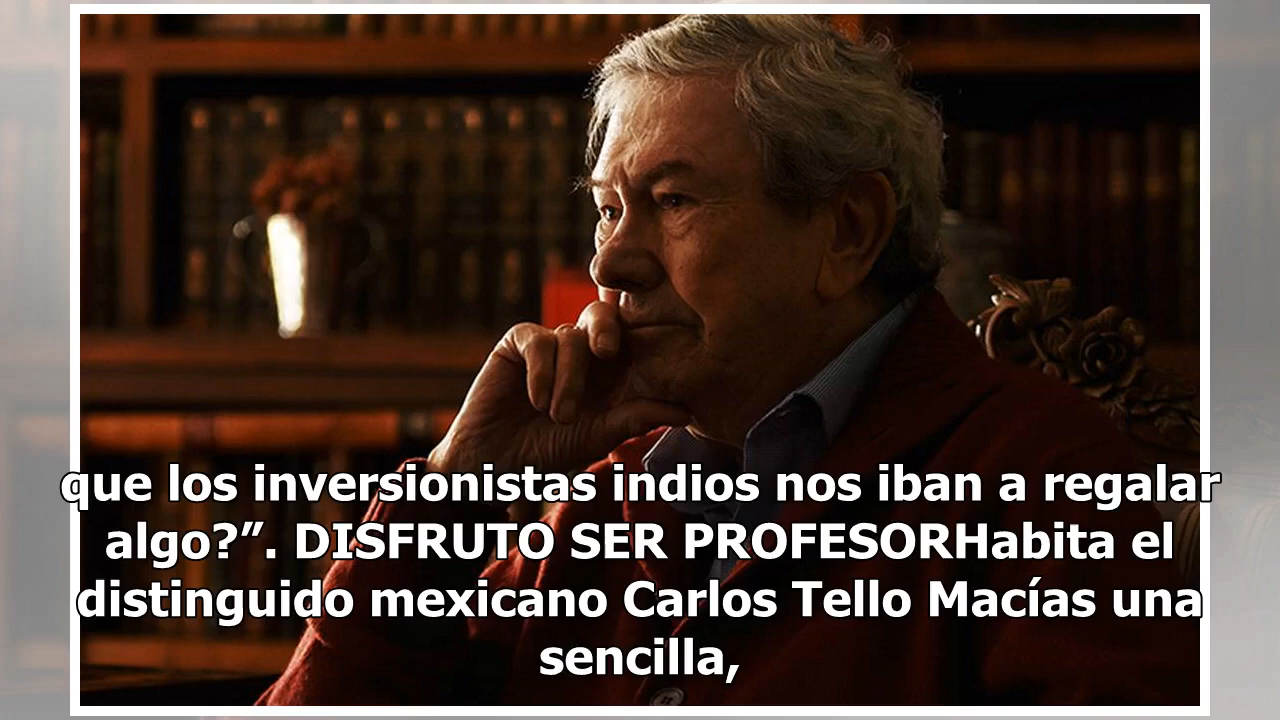 que los inversionistas indios nos iban a regalar
algo?”. DISFRUTO SER PROFESORHabita el
distinguido mexicano Carlos Tello Macías una
sencilla,